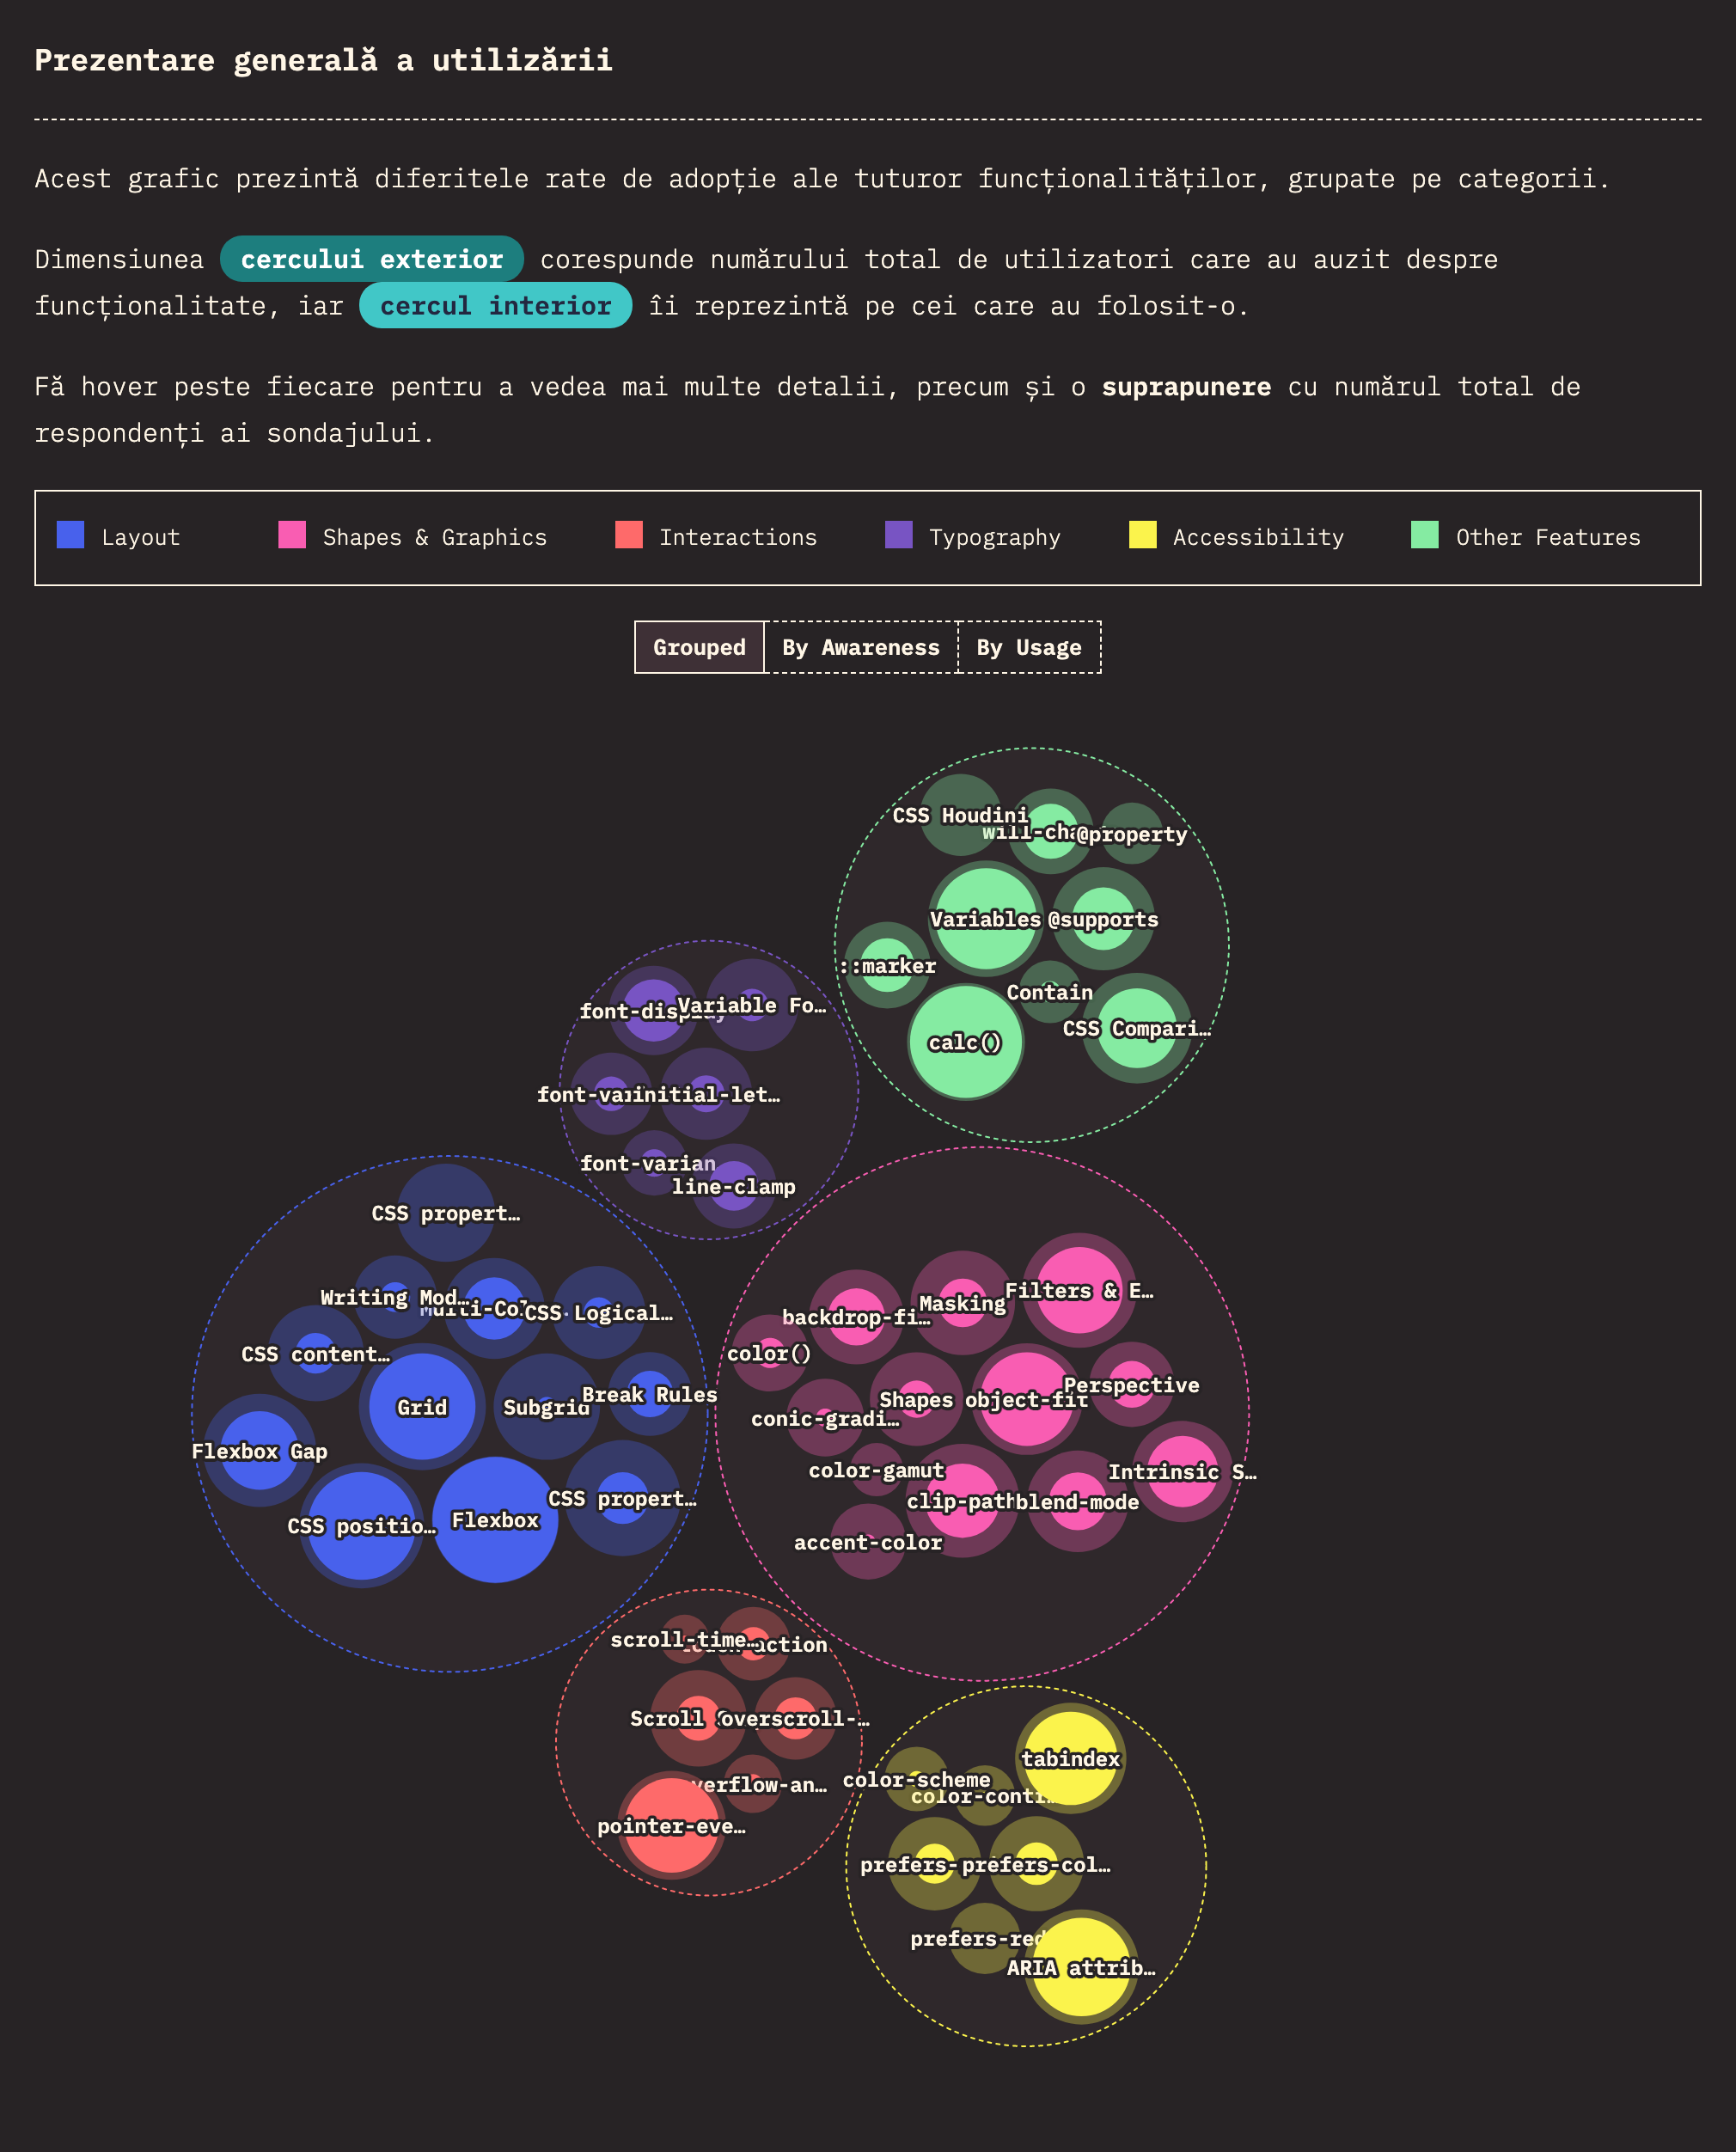 Prezentare generală a utilizării
Acest grafic prezintă diferitele rate de adopție ale tuturor funcționalităților, grupate pe categorii.
Dimensiunea cercului exterior corespunde numărului total de utilizatori care au auzit despre
funcționalitate, iar cercul interior îi reprezintă pe cei care au folosit-o.
Fă hover peste fiecare pentru a vedea mai multe detalii, precum și o suprapunere cu numărul total de
respondenți ai sondajului.
Layout Shapes & Graphics Interactions Typography Accessibility Other Features
Grouped By Awareness By Usage
CSS Houdini
will-cha
@property
Variables
@supports
::marker
Contain
CSS Compari…
calc()
font-display
Variable Fo…
font-var
initial-let…
font-varian
line-clamp
CSS propert…
Writing Mod…
Multi-Col
CSS Logical…
CSS content…
Grid
Subgrid
Break Rules
Flexbox Gap
CSS positio…
Flexbox
CSS propert…
Filters & E…
Masking
backdrop-fi…
color()
Perspective
Shapes
object-fit
conic-gradi…
color-gamut
Intrinsic S…
clip-path
blend-mode
accent-color
scroll-time…
action
Scroll
overscroll-…
verflow-an…
pointer-eve…
tabindex
color-scheme
color-contr…
prefers-
prefers-col…
prefers-red
ARIA attrib…